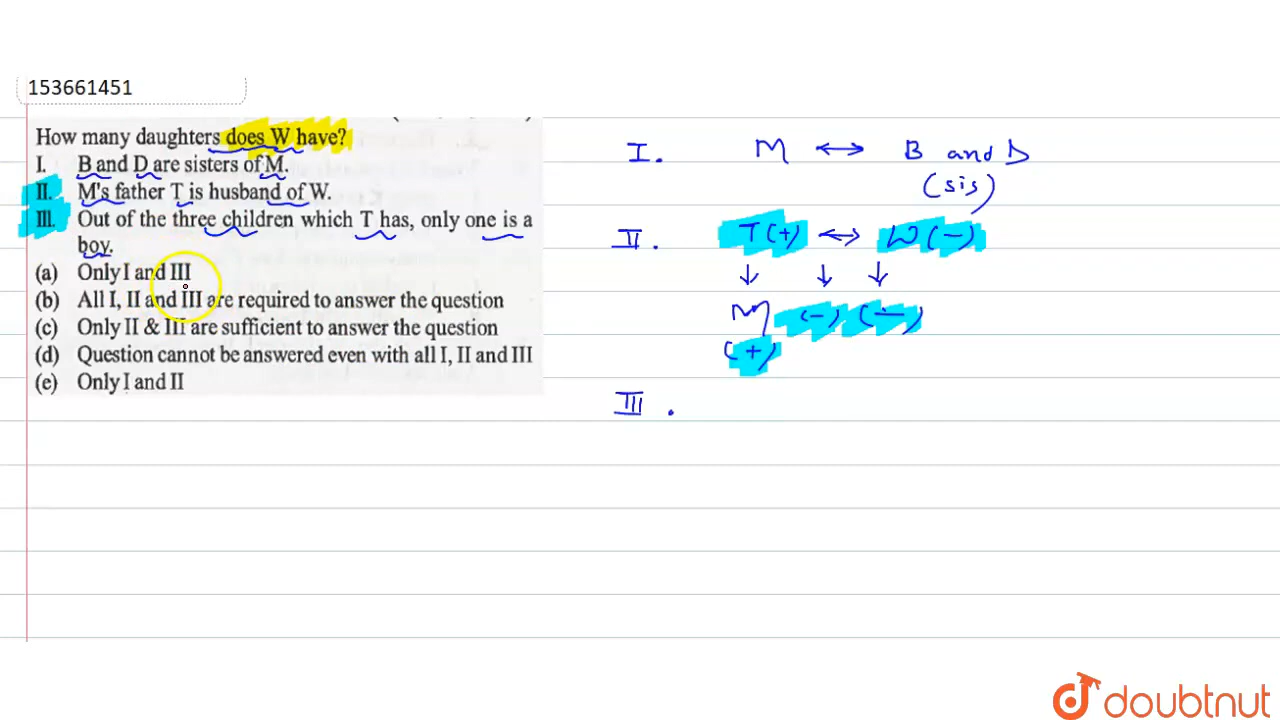 153661451
How many daughters does W have?
I. B and D are sisters of M.
II. M's father T is husband of W.
III. Out of the three children which T has, only one is a
boy.
(a) Only I and III
(b) All I, II and III are required to answer the question
(c) Only II & III are sufficient to answer the question
(d) Question cannot be answered even with all I, II and III
(e) Only I and II
I. M ↔ B and D
(sis)
II. T(+) ↔ W(-)
↓ ↓ ↓
M (-) (-)
(+)
III.
doubtnut